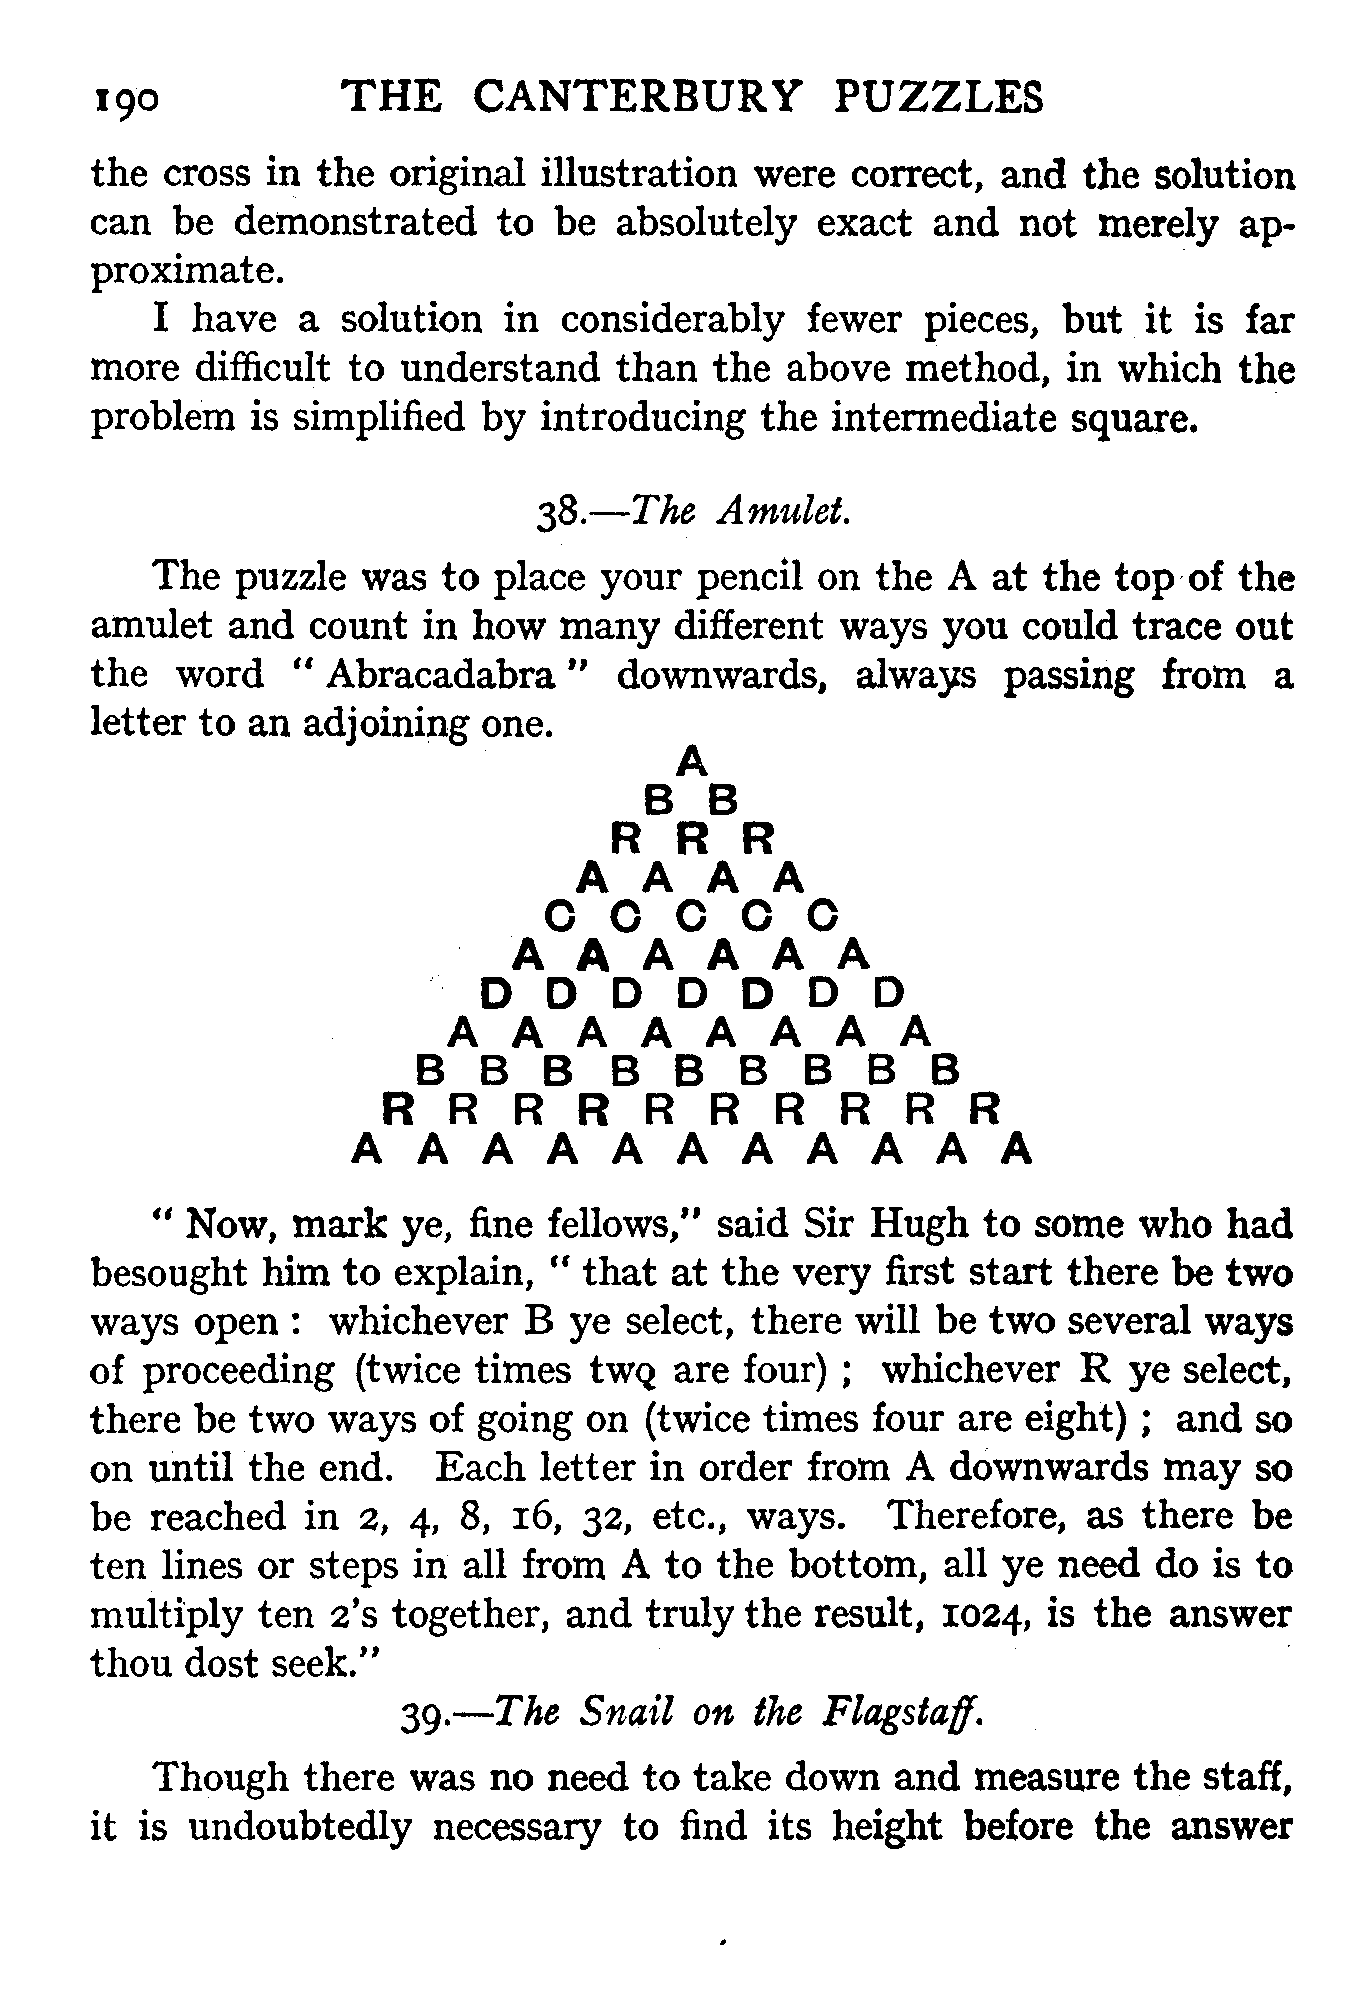 190 THE CANTERBURY PUZZLES
the cross in the original illustration were correct, and the solution
can be demonstrated to be absolutely exact and not merely ap-
proximate.
I have a solution in considerably fewer pieces, but it is far
more difficult to understand than the above method, in which the
problem is simplified by introducing the intermediate square.
38.—The Amulet.
The puzzle was to place your pencil on the A at the top of the
amulet and count in how many different ways you could trace out
the word "Abracadabra" downwards, always passing from a
letter to an adjoining one.
A
B B
R R R
A A A A
C C C C C
A A A A A A
D D D D D D D
A A A A A A A A
B B B B B B B B B
R R R R R R R R R R
A A A A A A A A A A A
"Now, mark ye, fine fellows," said Sir Hugh to some who had
besought him to explain, "that at the very first start there be two
ways open: whichever B ye select, there will be two several ways
of proceeding (twice times two are four); whichever R ye select,
there be two ways of going on (twice times four are eight); and so
on until the end. Each letter in order from A downwards may so
be reached in 2, 4, 8, 16, 32, etc., ways. Therefore, as there be
ten lines or steps in all from A to the bottom, all ye need do is to
multiply ten 2's together, and truly the result, 1024, is the answer
thou dost seek."
39.—The Snail on the Flagstaff.
Though there was no need to take down and measure the staff,
it is undoubtedly necessary to find its height before the answer